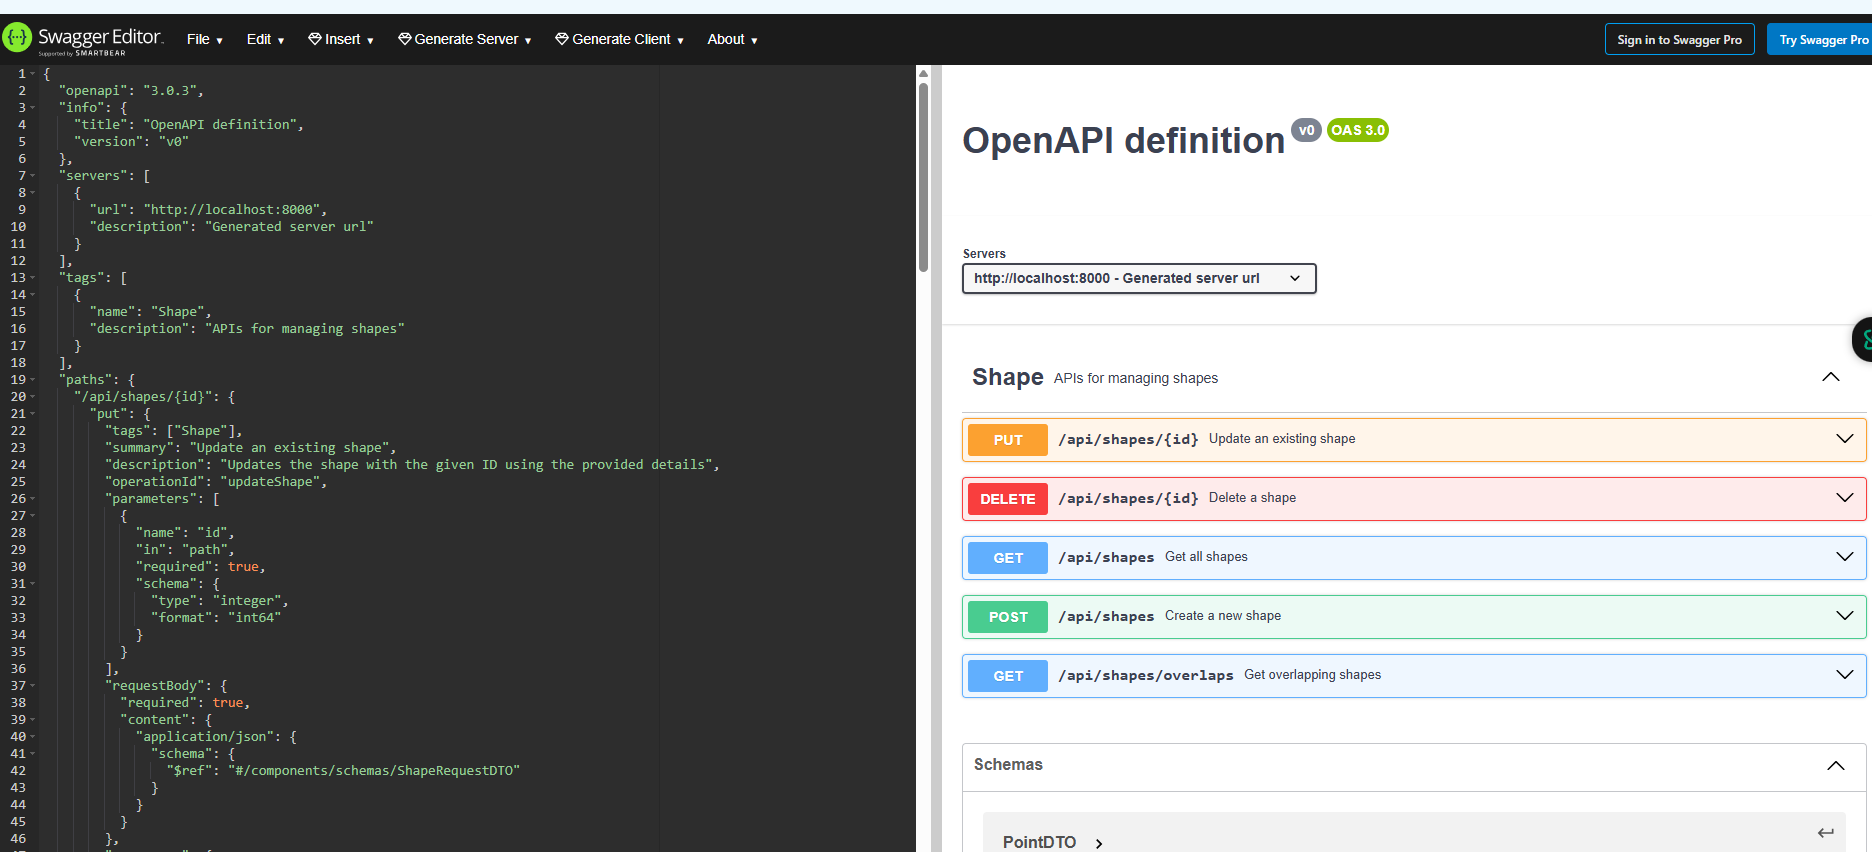 Swagger Editor
Supported by SMARTBEAR
File Edit Insert Generate Server Generate Client About
Sign in to Swagger Pro
Try Swagger Pro
1 {
2 "openapi": "3.0.3",
3 "info": {
4 "title": "OpenAPI definition",
5 "version": "v0"
6 },
7 "servers": [
8 {
9 "url": "http://localhost:8000",
10 "description": "Generated server url"
11 }
12 ],
13 "tags": [
14 {
15 "name": "Shape",
16 "description": "APIs for managing shapes"
17 }
18 ],
19 "paths": {
20 "/api/shapes/{id}": {
21 "put": {
22 "tags": ["Shape"],
23 "summary": "Update an existing shape",
24 "description": "Updates the shape with the given ID using the provided details",
25 "operationId": "updateShape",
26 "parameters": [
27 {
28 "name": "id",
29 "in": "path",
30 "required": true,
31 "schema": {
32 "type": "integer",
33 "format": "int64"
34 }
35 }
36 ],
37 "requestBody": {
38 "required": true,
39 "content": {
40 "application/json": {
41 "schema": {
42 "$ref": "#/components/schemas/ShapeRequestDTO"
43 }
44 }
45 }
46 },
OpenAPI definition v0 OAS 3.0
Servers
http://localhost:8000 - Generated server url
Shape APIs for managing shapes
PUT /api/shapes/{id} Update an existing shape
DELETE /api/shapes/{id} Delete a shape
GET /api/shapes Get all shapes
POST /api/shapes Create a new shape
GET /api/shapes/overlaps Get overlapping shapes
Schemas
PointDTO